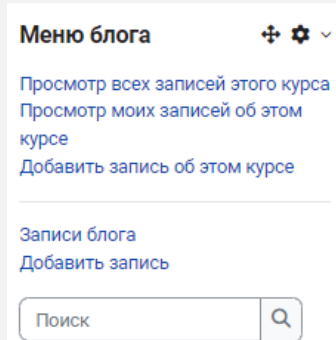 Меню блога
Просмотр всех записей этого курса
Просмотр моих записей об этом
курсе
Добавить запись об этом курсе
Записи блога
Добавить запись
Поиск